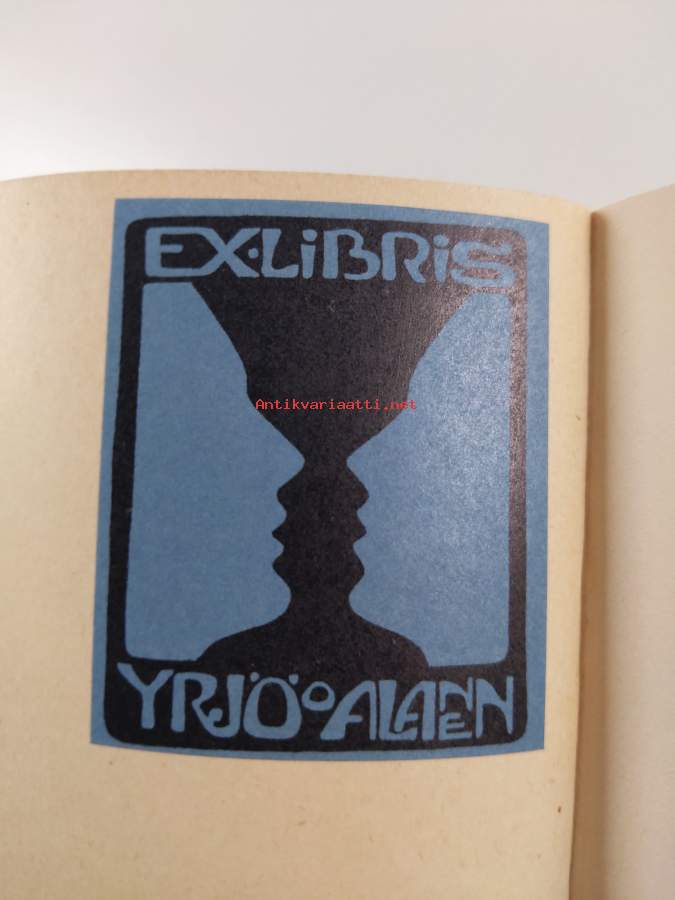 EX·LiBRiS
Antikvariaatti.net
YRJÖ O ALANEN